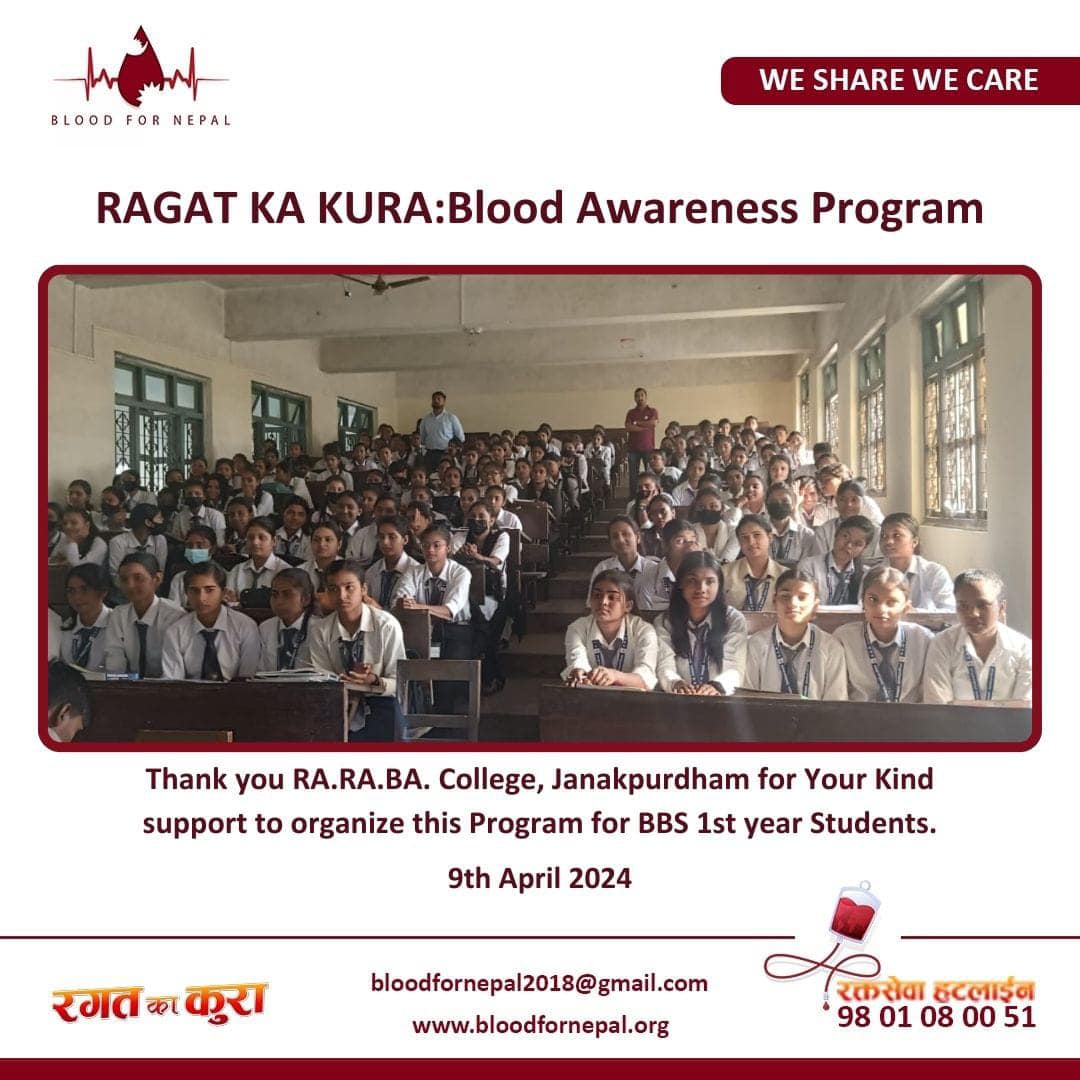 BLOOD FOR NEPAL
WE SHARE WE CARE
RAGAT KA KURA:Blood Awareness Program
Thank you RA.RA.BA. College, Janakpurdham for Your Kind
support to organize this Program for BBS 1st year Students.
9th April 2024
रगत का कुरा
bloodfornepal2018@gmail.com
www.bloodfornepal.org
रक्तसेवा हटलाईन
98 01 08 00 51